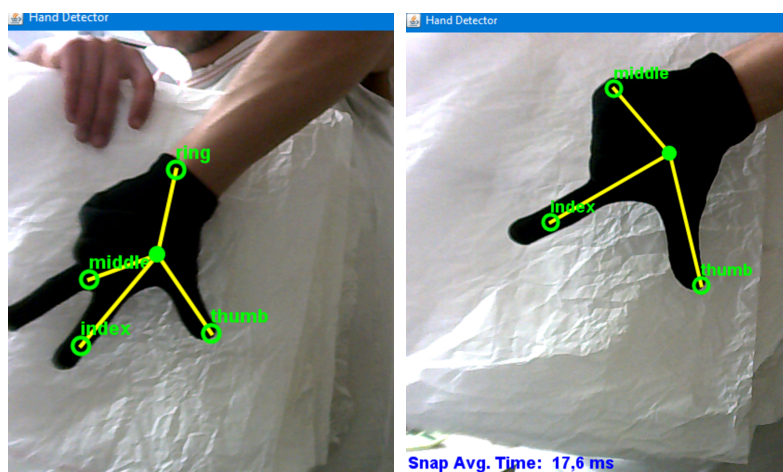 Hand Detector
ring
middle
index
thumb
Hand Detector
middle
index
thumb
Snap Avg. Time: 17,6 ms